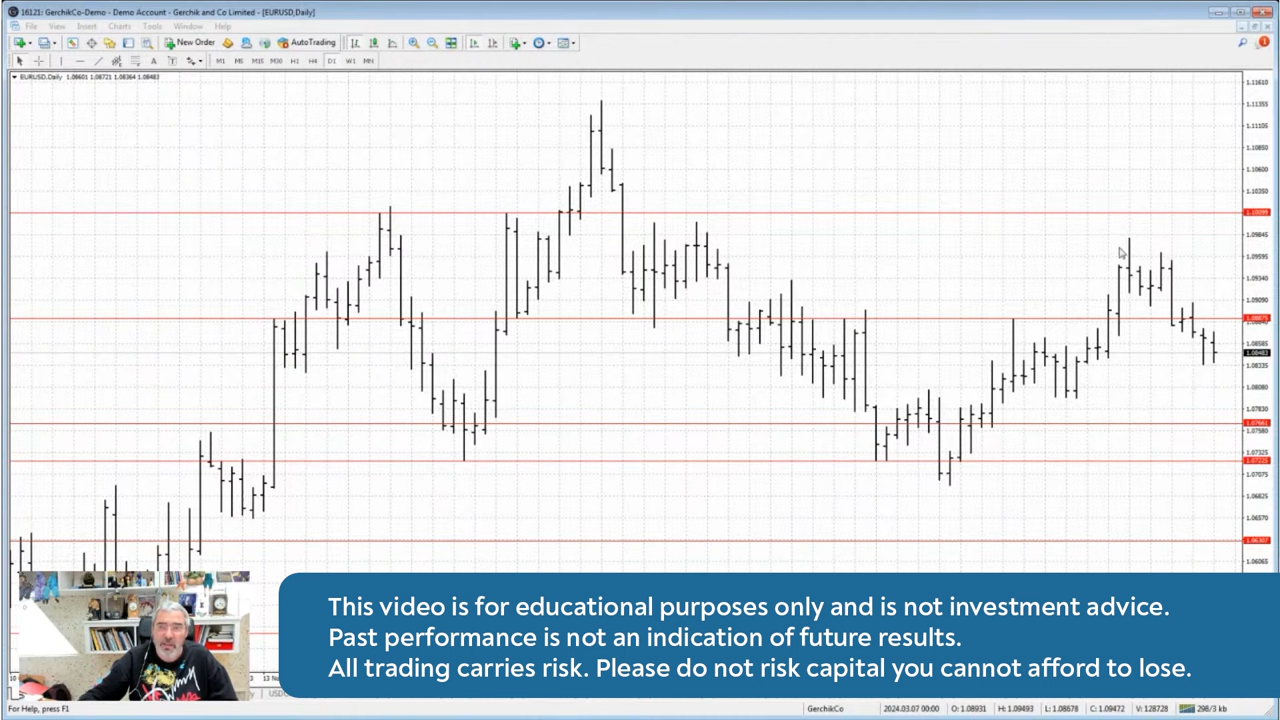 16121: GerchikCo-Demo - Demo Account - Gerchik and Co Limited - [EURUSD,Daily]
File View Insert Charts Tools Window Help
New Order AutoTrading
A T M1 M5 M15 M30 H1 H4 D1 W1 MN
EURUSD,Daily 1.08601 1.08721 1.08364 1.08483
1.11610
1.11355
1.11105
1.10850
1.10600
1.10350
1.10099
1.09845
1.09595
1.09340
1.09090
1.08875
1.08585
1.08483
1.08335
1.08080
1.07830
1.07661
1.07580
1.07325
1.07225
1.07075
1.06825
1.06570
1.06307
1.06065
This video is for educational purposes only and is not investment advice.
Past performance is not an indication of future results.
All trading carries risk. Please do not risk capital you cannot afford to lose.
For Help, press F1 GerchikCo 2024.03.07 00:00 O: 1.08931 H: 1.09493 L: 1.08678 C: 1.09472 V: 128728 298/3 kb